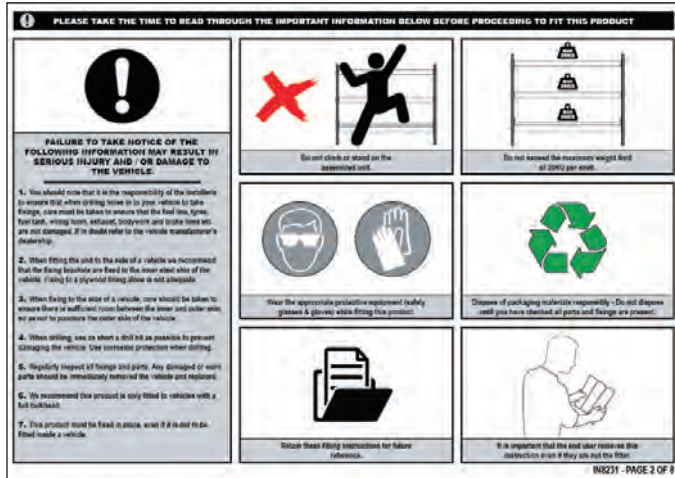 PLEASE TAKE THE TIME TO READ THROUGH THE IMPORTANT INFORMATION BELOW BEFORE PROCEEDING TO FIT THIS PRODUCT
FAILURE TO TAKE NOTICE OF THE
FOLLOWING INFORMATION MAY RESULT IN
SERIOUS INJURY AND / OR DAMAGE TO
THE VEHICLE.
1. You should note that it is the responsibility of the installer/s
to ensure that when drilling holes in to your vehicle to take
fixings, care must be taken to ensure that the fuel line, tyres,
fuel tank, wiring loom, exhaust, bodywork and brake lines etc.
are not damaged. If in doubt refer to the vehicle manufacturer's
dealership.
2. When fitting the unit to the side of a vehicle we recommend
that the fixing brackets are fixed to the inner steel skin of the
vehicle. Fixing to a plywood lining alone is not adequate.
3. When fixing to the side of a vehicle, care should be taken to
ensure there is sufficient room between the inner and outer skin,
so as not to puncture the outer skin of the vehicle.
4. When drilling, use as short a drill bit as possible to prevent
damaging the vehicle. Use corrosion protection when drilling.
5. Regularly inspect all fixings and parts. Any damaged or worn
parts should be immediately removed the vehicle and replaced.
6. We recommend this product is only fitted to vehicles with a
full bulkhead.
7. This product must be fixed in place, even if it is not to be
fitted inside a vehicle.
Do not climb or stand on the
assembled unit.
Do not exceed the maximum weight limit
of 20KG per shelf.
Wear the appropriate protective equipment (safety
glasses & gloves) while fitting this product.
Dispose of packaging materials responsibly - Do not dispose
until you have checked all parts and fixings are present.
Retain these fitting instructions for future
reference.
It is important that the end user receives this
instruction even if they are not the fitter.
IN8231 - PAGE 2 OF 8